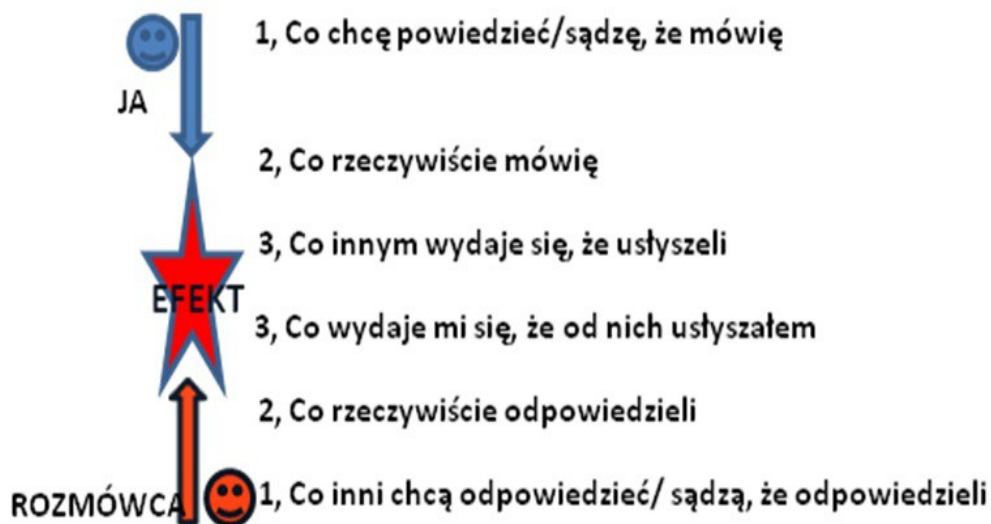 1, Co chcę powiedzieć/sądzę, że mówię
JA
2, Co rzeczywiście mówię
3, Co innym wydaje się, że usłyszeli
EFEKT
3, Co wydaje mi się, że od nich usłyszałem
2, Co rzeczywiście odpowiedzieli
ROZMÓWCA
1, Co inni chcą odpowiedzieć/ sądzą, że odpowiedzieli